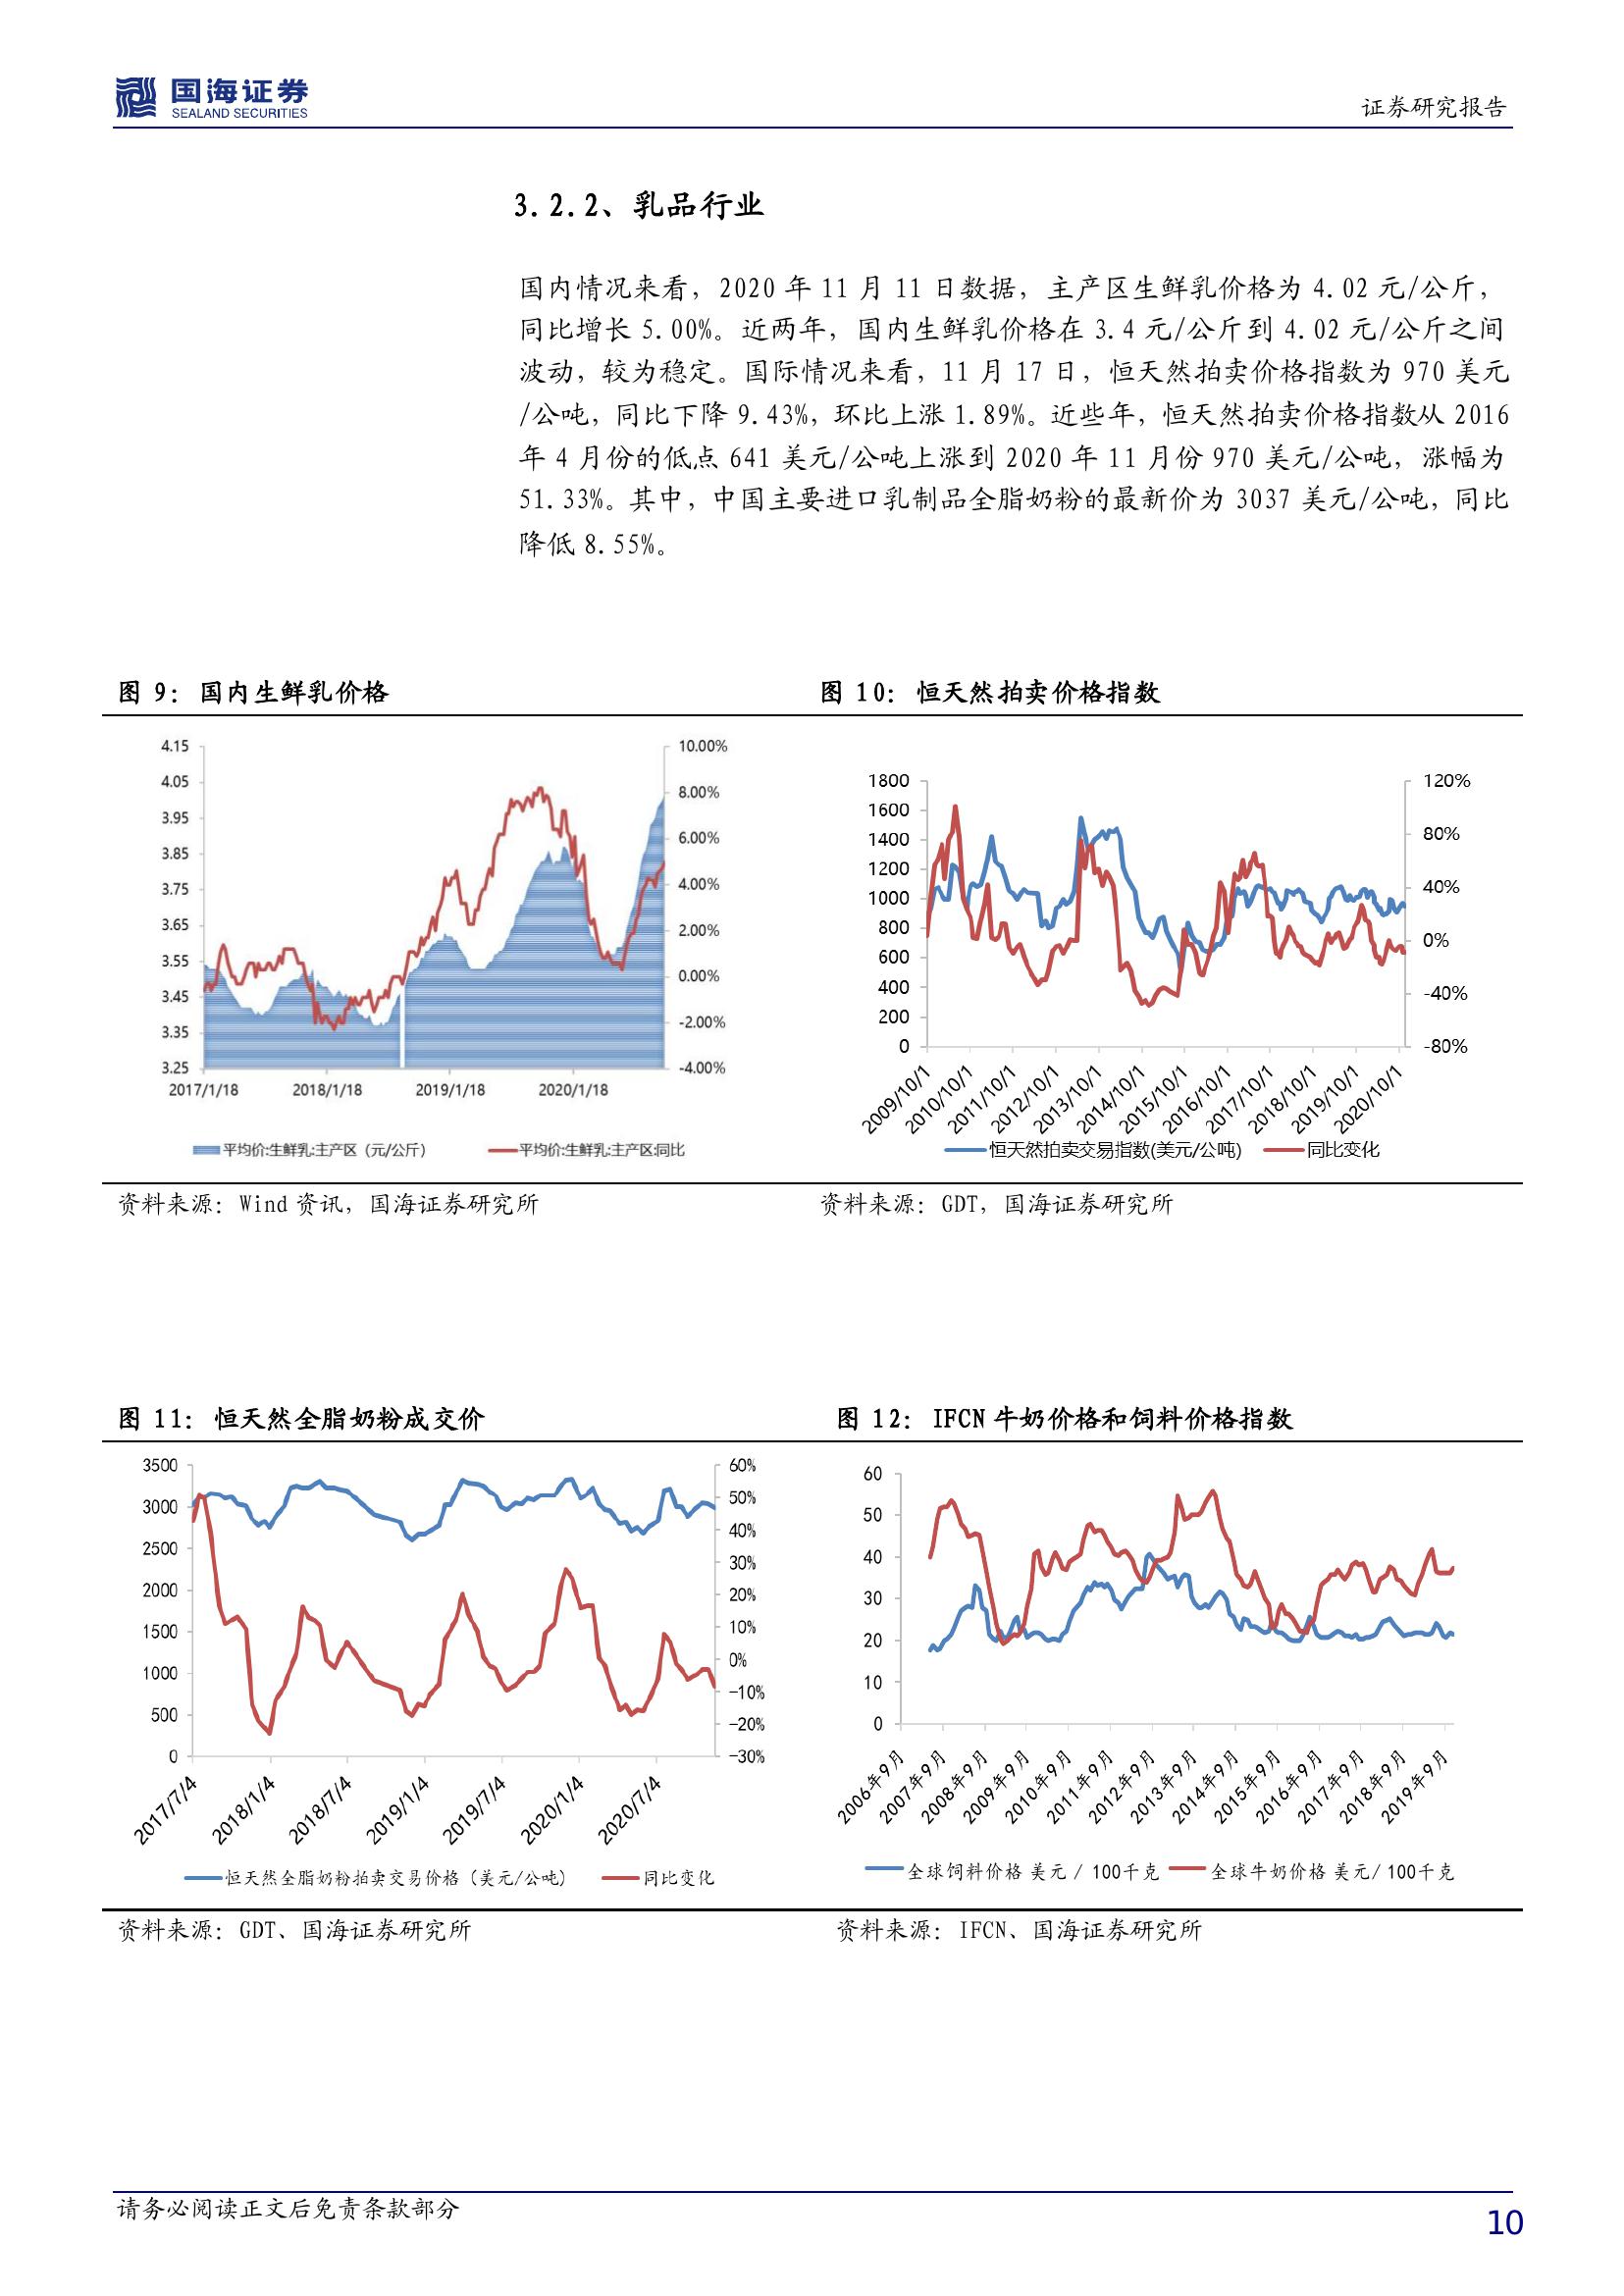 国海证券
SEALAND SECURITIES
证券研究报告
3.2.2、乳品行业
国内情况来看，2020 年 11 月 11 日数据，主产区生鲜乳价格为 4.02 元/公斤，
同比增长 5.00%。近两年，国内生鲜乳价格在 3.4 元/公斤到 4.02 元/公斤之间
波动，较为稳定。国际情况来看，11 月 17 日，恒天然拍卖价格指数为 970 美元
/公吨，同比下降 9.43%，环比上涨 1.89%。近些年，恒天然拍卖价格指数从 2016
年 4 月份的低点 641 美元/公吨上涨到 2020 年 11 月份 970 美元/公吨，涨幅为
51.33%。其中，中国主要进口乳制品全脂奶粉的最新价为 3037 美元/公吨，同比
降低 8.55%。
图 9：国内生鲜乳价格
4.15
4.05
3.95
3.85
3.75
3.65
3.55
3.45
3.35
3.25
10.00%
8.00%
6.00%
4.00%
2.00%
0.00%
-2.00%
-4.00%
2017/1/18 2018/1/18 2019/1/18 2020/1/18
平均价:生鲜乳:主产区（元/公斤） 平均价:生鲜乳:主产区:同比
资料来源：Wind 资讯，国海证券研究所
图 10：恒天然拍卖价格指数
1800
1600
1400
1200
1000
800
600
400
200
0
120%
80%
40%
0%
-40%
-80%
2009/10/1 2010/10/1 2011/10/1 2012/10/1 2013/10/1 2014/10/1 2015/10/1 2016/10/1 2017/10/1 2018/10/1 2019/10/1 2020/10/1
恒天然拍卖交易指数(美元/公吨) 同比变化
资料来源：GDT，国海证券研究所
图 11：恒天然全脂奶粉成交价
3500
3000
2500
2000
1500
1000
500
0
60%
50%
40%
30%
20%
10%
0%
-10%
-20%
-30%
2017/7/4 2018/1/4 2018/7/4 2019/1/4 2019/7/4 2020/1/4 2020/7/4
恒天然全脂奶粉拍卖交易价格（美元/公吨） 同比变化
资料来源：GDT、国海证券研究所
图 12：IFCN 牛奶价格和饲料价格指数
60
50
40
30
20
10
0
2006年9月 2007年9月 2008年9月 2009年9月 2010年9月 2011年9月 2012年9月 2013年9月 2014年9月 2015年9月 2016年9月 2017年9月 2018年9月 2019年9月
全球饲料价格 美元 / 100千克 全球牛奶价格 美元/ 100千克
资料来源：IFCN、国海证券研究所
请务必阅读正文后免责条款部分
10